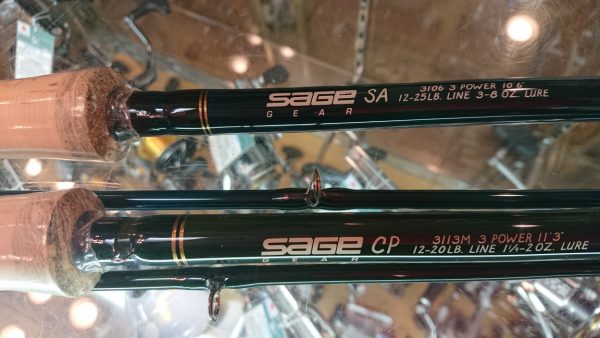 SAGE SA
GEAR
3106 3 POWER 10'6"
12-25LB. LINE 3-8 OZ. LURE
SAGE CP
GEAR
3113M 3 POWER 11'3"
12-20LB. LINE 1¼-2 OZ. LURE